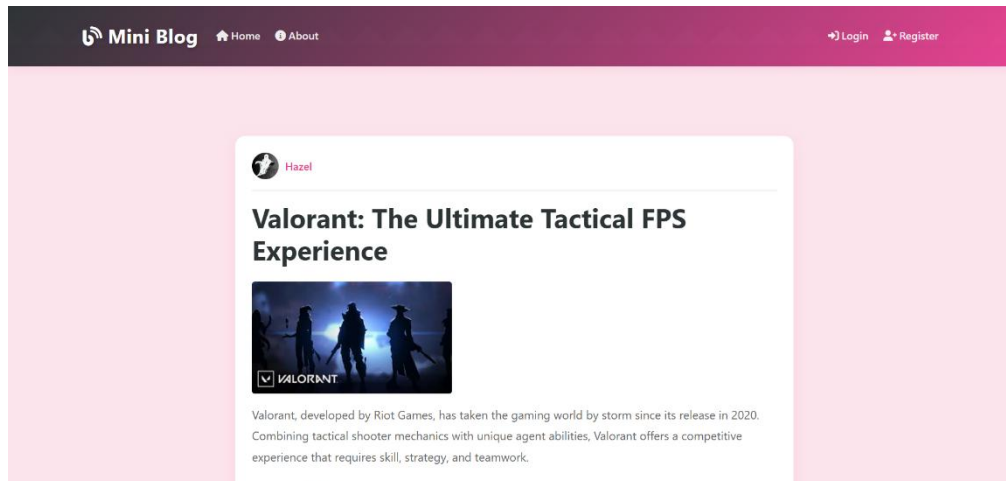 Mini Blog Home About Login Register
Hazel
Valorant: The Ultimate Tactical FPS
Experience
VALORANT
Valorant, developed by Riot Games, has taken the gaming world by storm since its release in 2020.
Combining tactical shooter mechanics with unique agent abilities, Valorant offers a competitive
experience that requires skill, strategy, and teamwork.